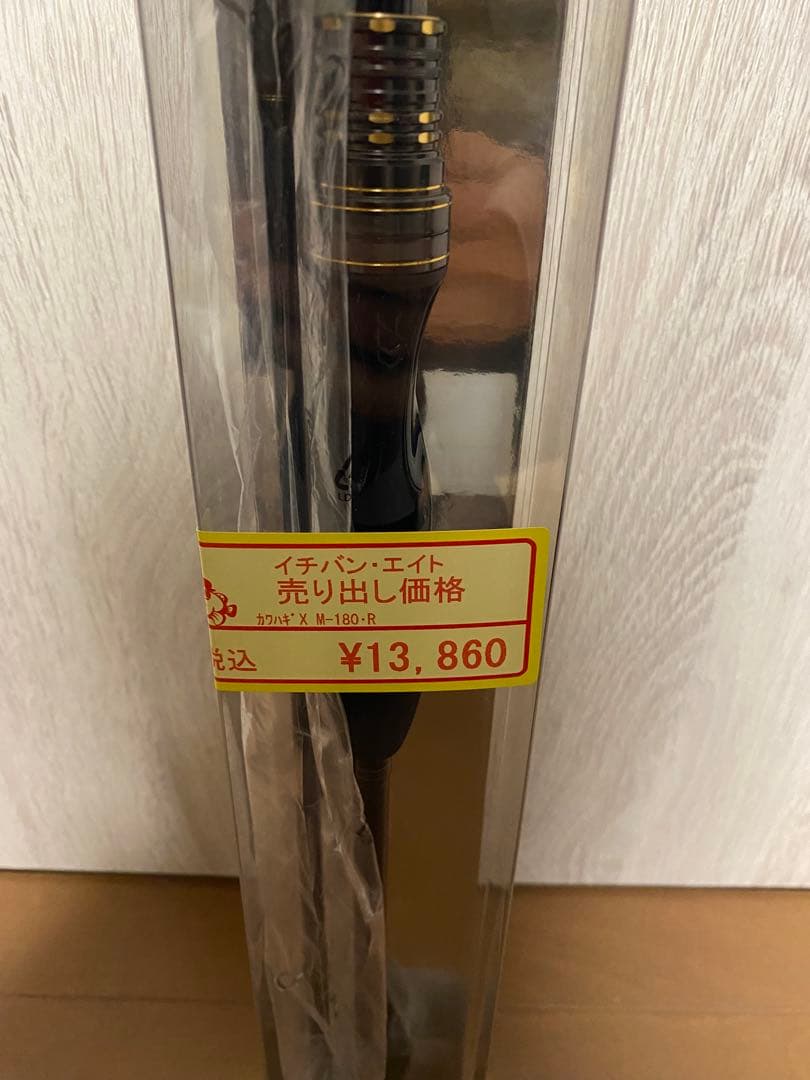 イチバン・エイト
売り出し価格
ｶﾜﾊｷﾞX M-180・R
税込 ¥13,860